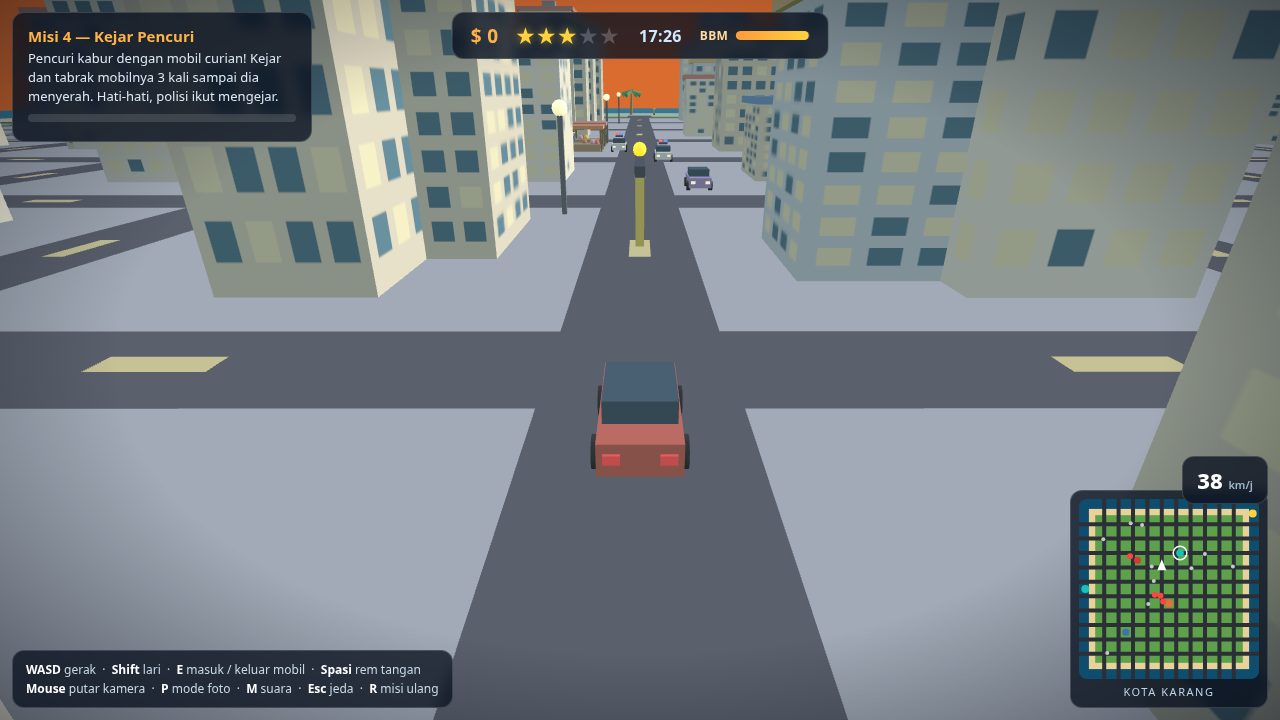 Misi 4 — Kejar Pencuri
Pencuri kabur dengan mobil curian! Kejar
dan tabrak mobilnya 3 kali sampai dia
menyerah. Hati-hati, polisi ikut mengejar.
$ 0 ★★★★★ 17:26 BBM
38 km/j
KOTA KARANG
WASD gerak · Shift lari · E masuk / keluar mobil · Spasi rem tangan
Mouse putar kamera · P mode foto · M suara · Esc jeda · R misi ulang